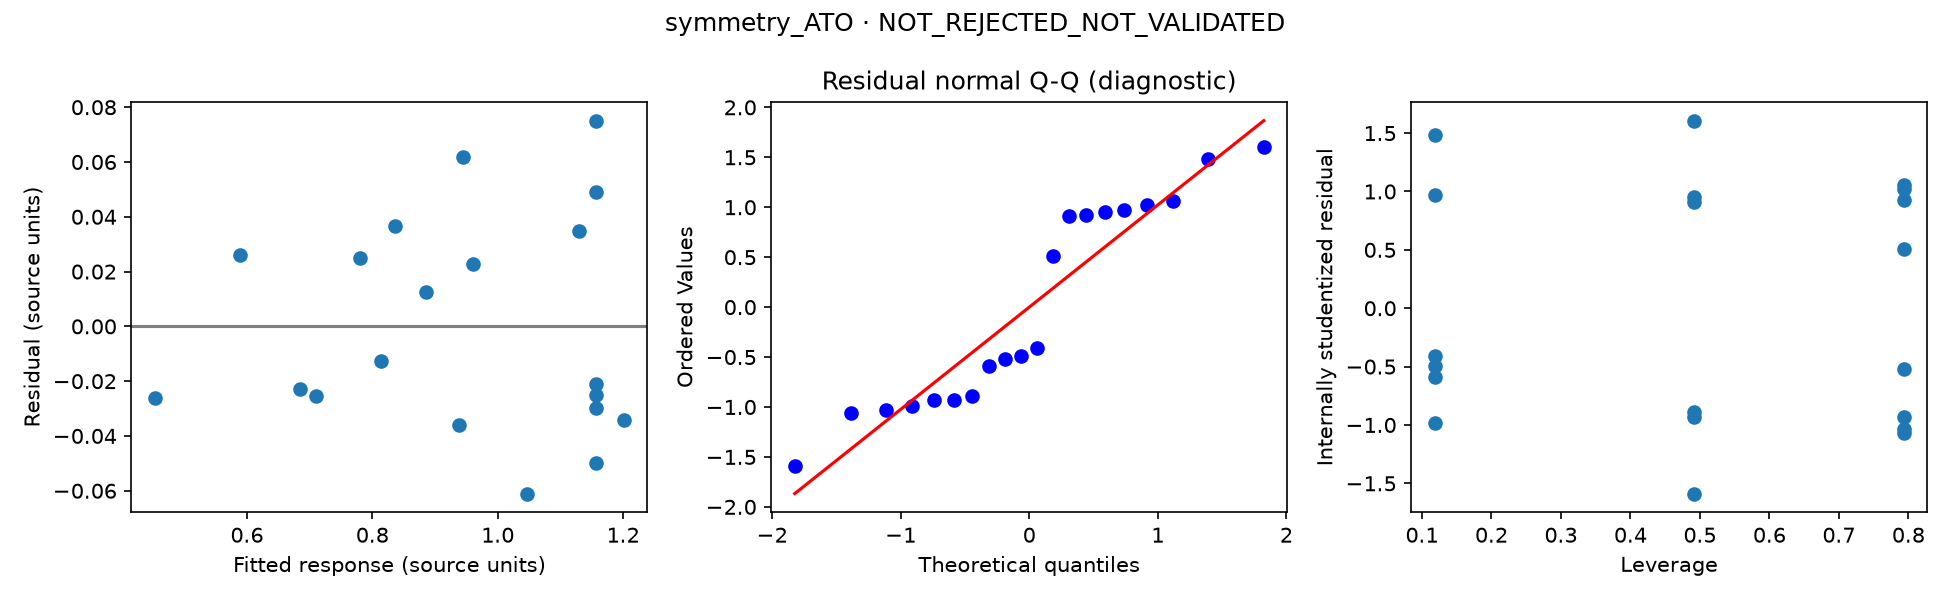 symmetry_ATO · NOT_REJECTED_NOT_VALIDATED
Residual (source units)
0.08
0.06
0.04
0.02
0.00
−0.02
−0.04
−0.06
0.6 0.8 1.0 1.2
Fitted response (source units)
Residual normal Q-Q (diagnostic)
Ordered Values
2.0
1.5
1.0
0.5
0.0
−0.5
−1.0
−1.5
−2.0
−2 −1 0 1 2
Theoretical quantiles
Internally studentized residual
1.5
1.0
0.5
0.0
−0.5
−1.0
−1.5
0.1 0.2 0.3 0.4 0.5 0.6 0.7 0.8
Leverage